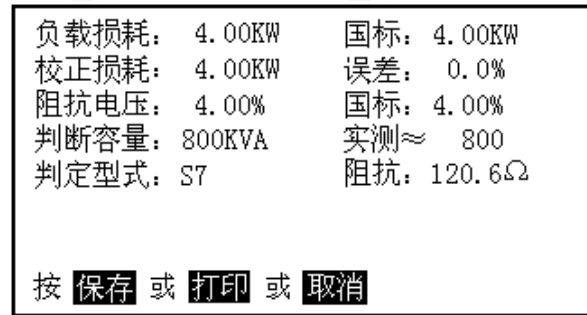 负载损耗： 4.00KW 国标：4.00KW
校正损耗： 4.00KW 误差： 0.0%
阻抗电压： 4.00% 国标：4.00%
判断容量：800KVA 实测≈ 800
判定型式：S7 阻抗：120.6Ω
按 保存 或 打印 或 取消